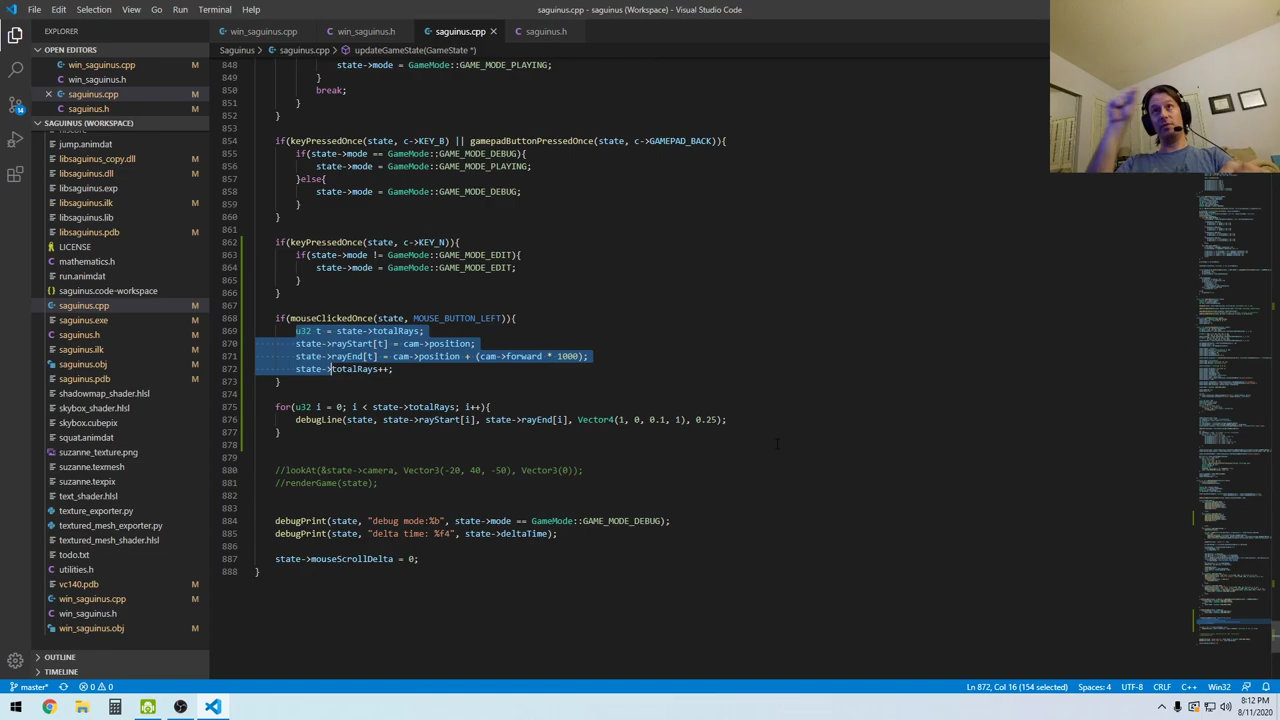 File Edit Selection View Go Run Terminal Help
saguinus.cpp - saguinus (Workspace) - Visual Studio Code
EXPLORER
win_saguinus.cpp
win_saguinus.h
saguinus.cpp
saguinus.h
OPEN EDITORS
Saguinus > saguinus.cpp > updateGameState(GameState *)
win_saguinus.cpp M
win_saguinus.h
saguinus.cpp M
saguinus.h M
SAGUINUS (WORKSPACE)
jump.animdat
libsaguinus_copy.dll M
libsaguinus.dll M
libsaguinus.exp
libsaguinus.ilk M
libsaguinus.lib
libsaguinus.pdb M
LICENSE
mathematics.h
run.animdat
saguinus.code-workspace
saguinus.cpp M
saguinus.h M
saguinus.exe M
saguinus.ilk M
saguinus.obj M
saguinus.pdb M
shadowmap_shader.hlsl
skybox_shader.hlsl
skybox.cubepix
squat.animdat
suzanne_texture.png
suzanne.texmesh
suzanne.texpix
text_shader.hlsl
texture_exporter.py
textured_mesh_exporter.py
textured_mesh_shader.hlsl
todo.txt
utilities.h
vc140.pdb M
win_saguinus.cpp M
win_saguinus.h
win_saguinus.obj M
OUTLINE
TIMELINE
848 state->mode = GameMode::GAME_MODE_PLAYING;
849 }
850 break;
851 }
852 }
853
854 if(keyPressedOnce(state, c->KEY_B) || gamepadButtonPressedOnce(state, c->GAMEPAD_BACK)){
855 if(state->mode == GameMode::GAME_MODE_DEBUG){
856 state->mode = GameMode::GAME_MODE_PLAYING;
857 }else{
858 state->mode = GameMode::GAME_MODE_DEBUG;
859 }
860 }
861
862 if(keyPressedOnce(state, c->KEY_N)){
863 if(state->mode != GameMode::GAME_MODE_EDIT){
864 state->mode = GameMode::GAME_MODE_EDIT;
865 }
866 }
867
868 if(mouseClickedOnce(state, MOUSE_BUTTON_LEFT
869 u32 t = state->totalRays;
870 state->rayStart[t] = cam->position;
871 state->rayEnd[t] = cam->position + (cam->forward * 1000);
872 state->totalRays++;
873 }
874
875 for(u32 i = 0; i < state->totalRays; i++){
876 debugLine(state, state->rayStart[i], state->rayEnd[i], Vector4(1, 0, 0.1, 1), 0.25);
877 }
878
879
880 //lookAt(&state->camera, Vector3(-20, 40, -50), Vector3(0));
881 //renderGame(state);
882
883
884 debugPrint(state, "debug mode:%b", state->mode == GameMode::GAME_MODE_DEBUG);
885 debugPrint(state, "delta time: %f4", state->deltaTime);
886
887 state->mouseScrollDelta = 0;
888 }
14
master*
0 0
Ln 872, Col 16 (154 selected) Spaces: 4 UTF-8 CRLF C++ Win32
8:12 PM
8/11/2020